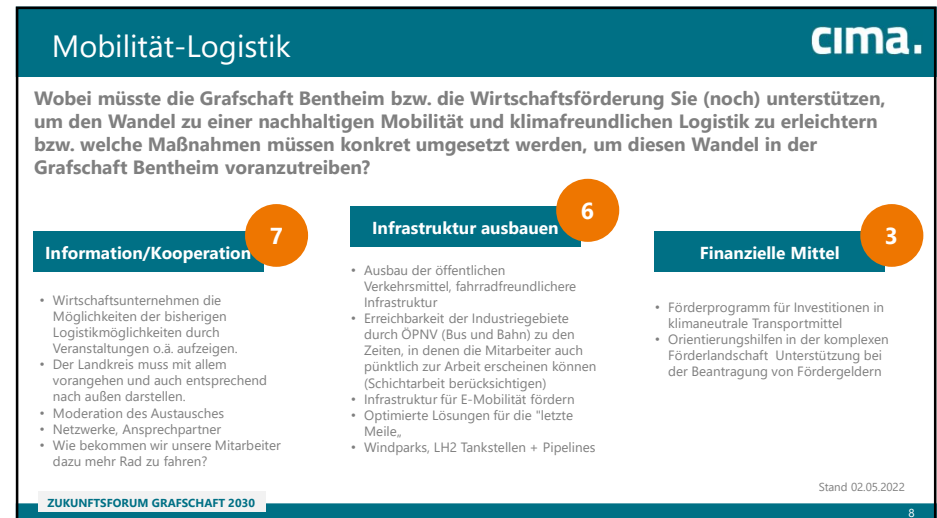 Mobilität-Logistik
cima.
Wobei müsste die Grafschaft Bentheim bzw. die Wirtschaftsförderung Sie (noch) unterstützen,
um den Wandel zu einer nachhaltigen Mobilität und klimafreundlichen Logistik zu erleichtern
bzw. welche Maßnahmen müssen konkret umgesetzt werden, um diesen Wandel in der
Grafschaft Bentheim voranzutreiben?
7
Information/Kooperation
• Wirtschaftsunternehmen die
Möglichkeiten der bisherigen
Logistikmöglichkeiten durch
Veranstaltungen o.ä. aufzeigen.
• Der Landkreis muss mit allem
vorangehen und auch entsprechend
nach außen darstellen.
• Moderation des Austausches
• Netzwerke, Ansprechpartner
• Wie bekommen wir unsere Mitarbeiter
dazu mehr Rad zu fahren?
6
Infrastruktur ausbauen
• Ausbau der öffentlichen
Verkehrsmittel, fahrradfreundlichere
Infrastruktur
• Erreichbarkeit der Industriegebiete
durch ÖPNV (Bus und Bahn) zu den
Zeiten, in denen die Mitarbeiter auch
pünktlich zur Arbeit erscheinen können
(Schichtarbeit berücksichtigen)
• Infrastruktur für E-Mobilität fördern
• Optimierte Lösungen für die "letzte
Meile„
• Windparks, LH2 Tankstellen + Pipelines
3
Finanzielle Mittel
• Förderprogramm für Investitionen in
klimaneutrale Transportmittel
• Orientierungshilfen in der komplexen
Förderlandschaft Unterstützung bei
der Beantragung von Fördergeldern
Stand 02.05.2022
ZUKUNFTSFORUM GRAFSCHAFT 2030
8